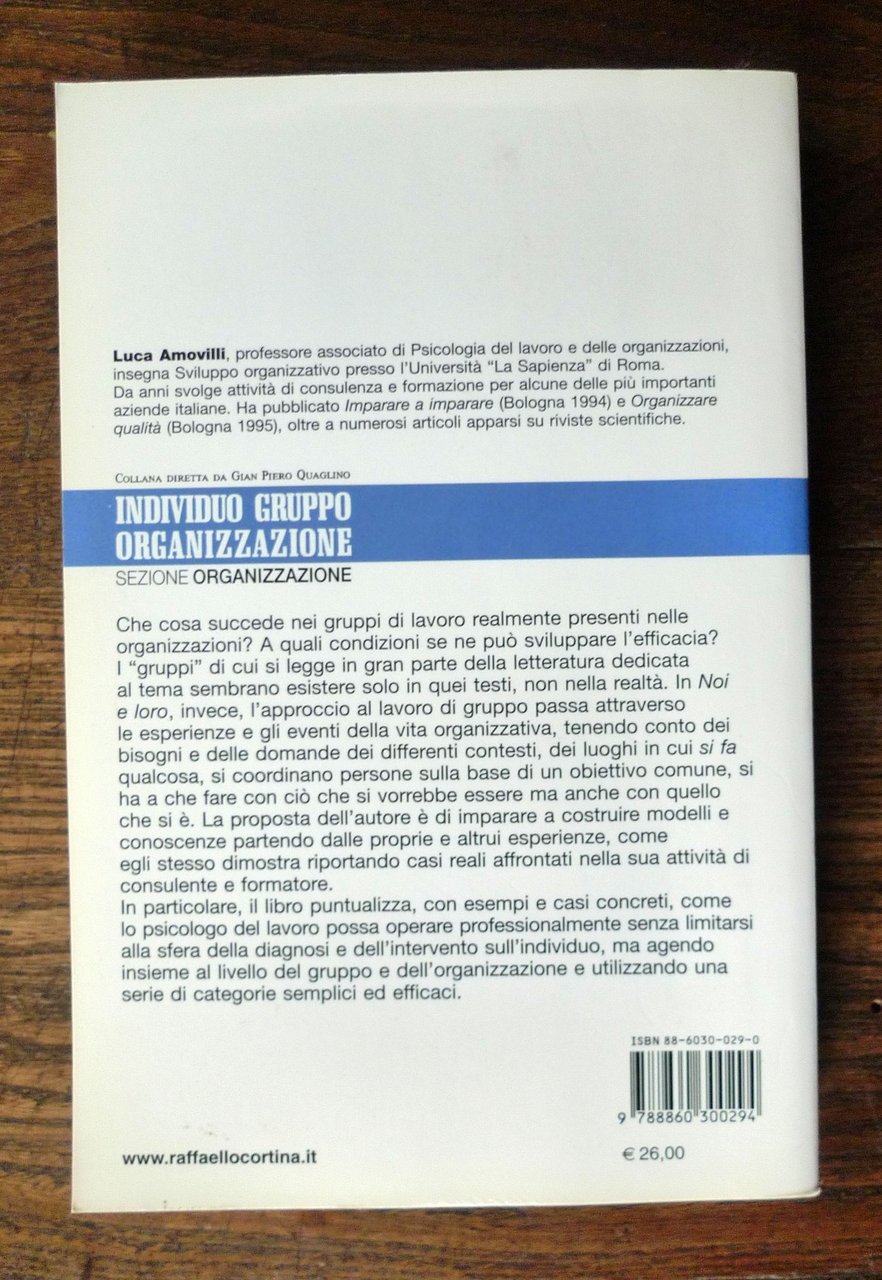 Luca Amovilli, professore associato di Psicologia del lavoro e delle organizzazioni,
insegna Sviluppo organizzativo presso l'Università "La Sapienza" di Roma.
Da anni svolge attività di consulenza e formazione per alcune delle più importanti
aziende italiane. Ha pubblicato Imparare a imparare (Bologna 1994) e Organizzare
qualità (Bologna 1995), oltre a numerosi articoli apparsi su riviste scientifiche.
COLLANA DIRETTA DA GIAN PIERO QUAGLINO
INDIVIDUO GRUPPO
ORGANIZZAZIONE
SEZIONE ORGANIZZAZIONE
Che cosa succede nei gruppi di lavoro realmente presenti nelle
organizzazioni? A quali condizioni se ne può sviluppare l'efficacia?
I "gruppi" di cui si legge in gran parte della letteratura dedicata
al tema sembrano esistere solo in quei testi, non nella realtà. In Noi
e loro, invece, l'approccio al lavoro di gruppo passa attraverso
le esperienze e gli eventi della vita organizzativa, tenendo conto dei
bisogni e delle domande dei differenti contesti, dei luoghi in cui si fa
qualcosa, si coordinano persone sulla base di un obiettivo comune, si
ha a che fare con ciò che si vorrebbe essere ma anche con quello
che si è. La proposta dell'autore è di imparare a costruire modelli e
conoscenze partendo dalle proprie e altrui esperienze, come
egli stesso dimostra riportando casi reali affrontati nella sua attività di
consulente e formatore.
In particolare, il libro puntualizza, con esempi e casi concreti, come
lo psicologo del lavoro possa operare professionalmente senza limitarsi
alla sfera della diagnosi e dell'intervento sull'individuo, ma agendo
insieme al livello del gruppo e dell'organizzazione e utilizzando una
serie di categorie semplici ed efficaci.
ISBN 88-6030-029-0
9 788860 300294
www.raffaellocortina.it
€ 26,00